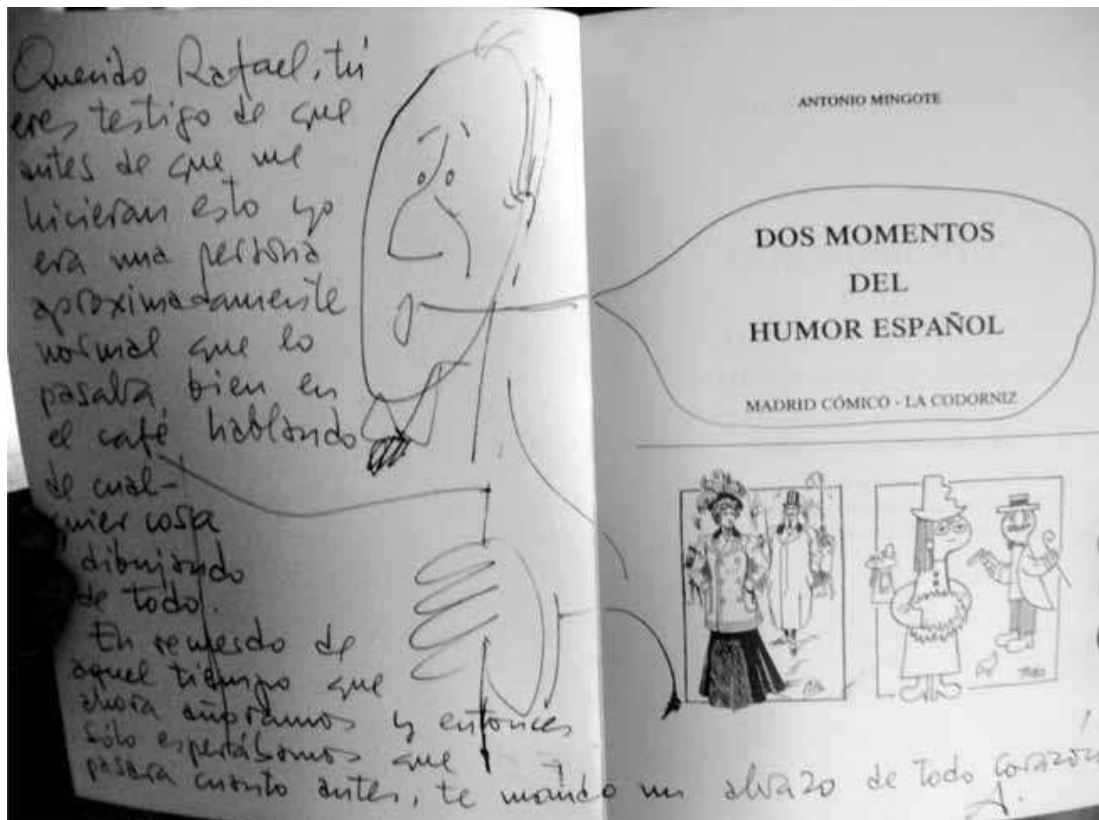 Querido Rafael, tú
eres testigo de que
antes de que me
hicieran esto yo
era una persona
aproximadamente
normal que lo
pasaba bien en
el café hablando
de cual-
quier cosa
dibujando
de todo.
En recuerdo de
aquel tiempo que
ahora añoramos y entonces
sólo esperábamos que
pasara cuanto antes, te mando un abrazo de todo corazón
ANTONIO MINGOTE
DOS MOMENTOS
DEL
HUMOR ESPAÑOL
MADRID CÓMICO - LA CODORNIZ